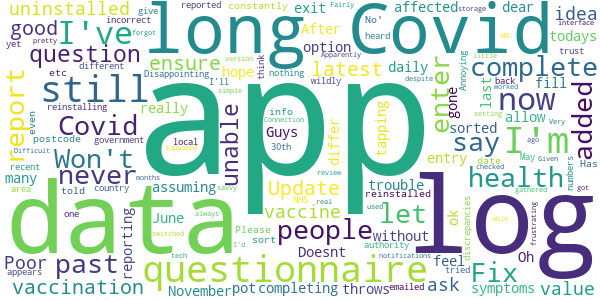 uninstalled
good
I've
question
long
Covid
constantly
exit
reported
give
incorrect
affected
dear
idea
No'
heard
storage
Fairly
interface
pretty
forgot
After
option
todays
trust
yet
different
Disappointing
I'll
report
still
ensure
latest
daily
complete
hope
etc
reinstalling
nothing
think
wildly
version
Annoying
despite
Apparently
NS
little
back
setting
enter
gone
last
fill
now
Covid
really
app
even
postcode
government
simple
info
Connection
Guys
30th
differ
tapping
unable
allow
sorted
say
I'm
added
Won't
never
recent
Difficult
local
supposed
Update
entry
date
Very
ago
May
Given
Has
many
area
told
country
months
assuming
NHS
review
real
trouble
reinstalled
checked
gathered
numbers
got
health
data
one
appears
June
vaccine
savvy
always
Please
sort
I'd
people
used
let
authority
notifications
without
ok
feel
discrepancies
able
frustrating
log
Oh
Poor
past
reporting
tech
switched
questionnaire
Doesnt
Fix
vaccination
November
pot
completing
throws
emailed
tried
ask
symptoms
value